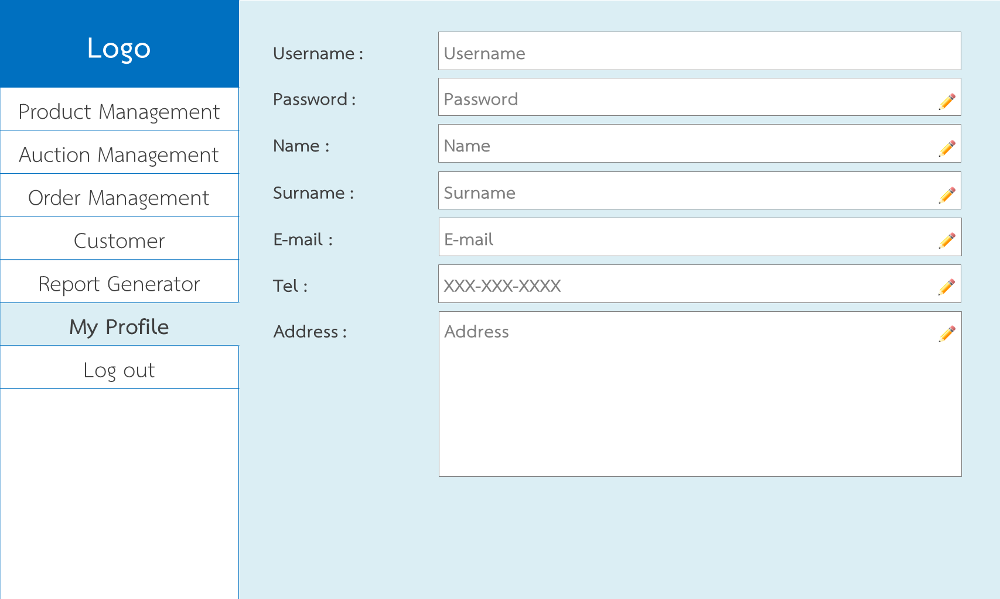 Logo
Product Management
Auction Management
Order Management
Customer
Report Generator
My Profile
Log out
Username : Username
Password : Password
Name : Name
Surname : Surname
E-mail : E-mail
Tel : XXX-XXX-XXXX
Address : Address